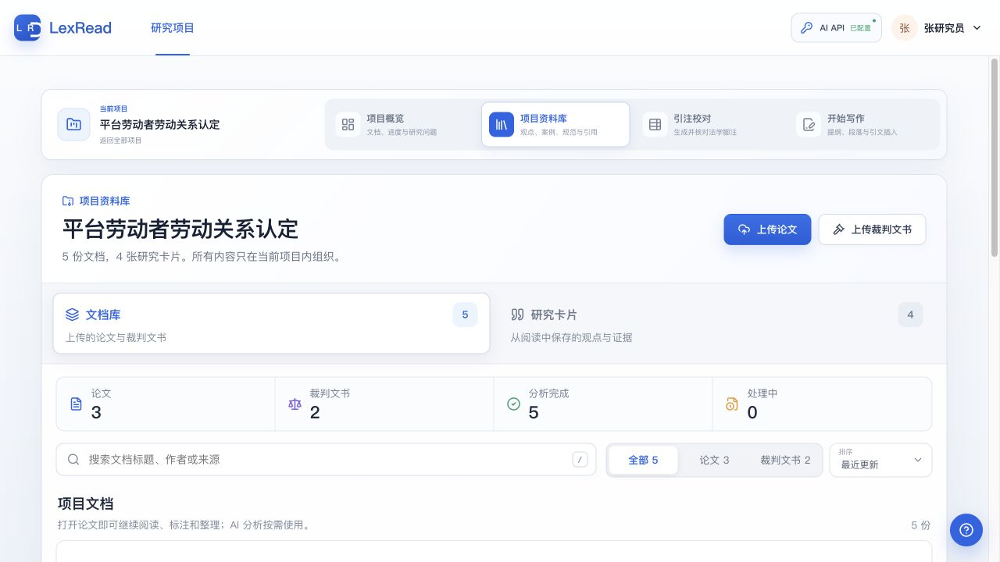 LR LexRead
研究项目
AI API 已配置
张 张研究员
当前项目
平台劳动者劳动关系认定
返回全部项目
项目概览
文档、进度与研究问题
项目资料库
观点、案例、规范与引用
引注校对
生成并核对法学脚注
开始写作
提纲、段落与引文插入
项目资料库
平台劳动者劳动关系认定
5 份文档，4 张研究卡片。所有内容只在当前项目内组织。
上传论文
上传裁判文书
文档库 5
上传的论文与裁判文书
研究卡片 4
从阅读中保存的观点与证据
论文
3
裁判文书
2
分析完成
5
处理中
0
搜索文档标题、作者或来源 /
全部 5
论文 3
裁判文书 2
排序
最近更新
项目文档
打开论文即可继续阅读、标注和整理；AI 分析按需使用。
5 份